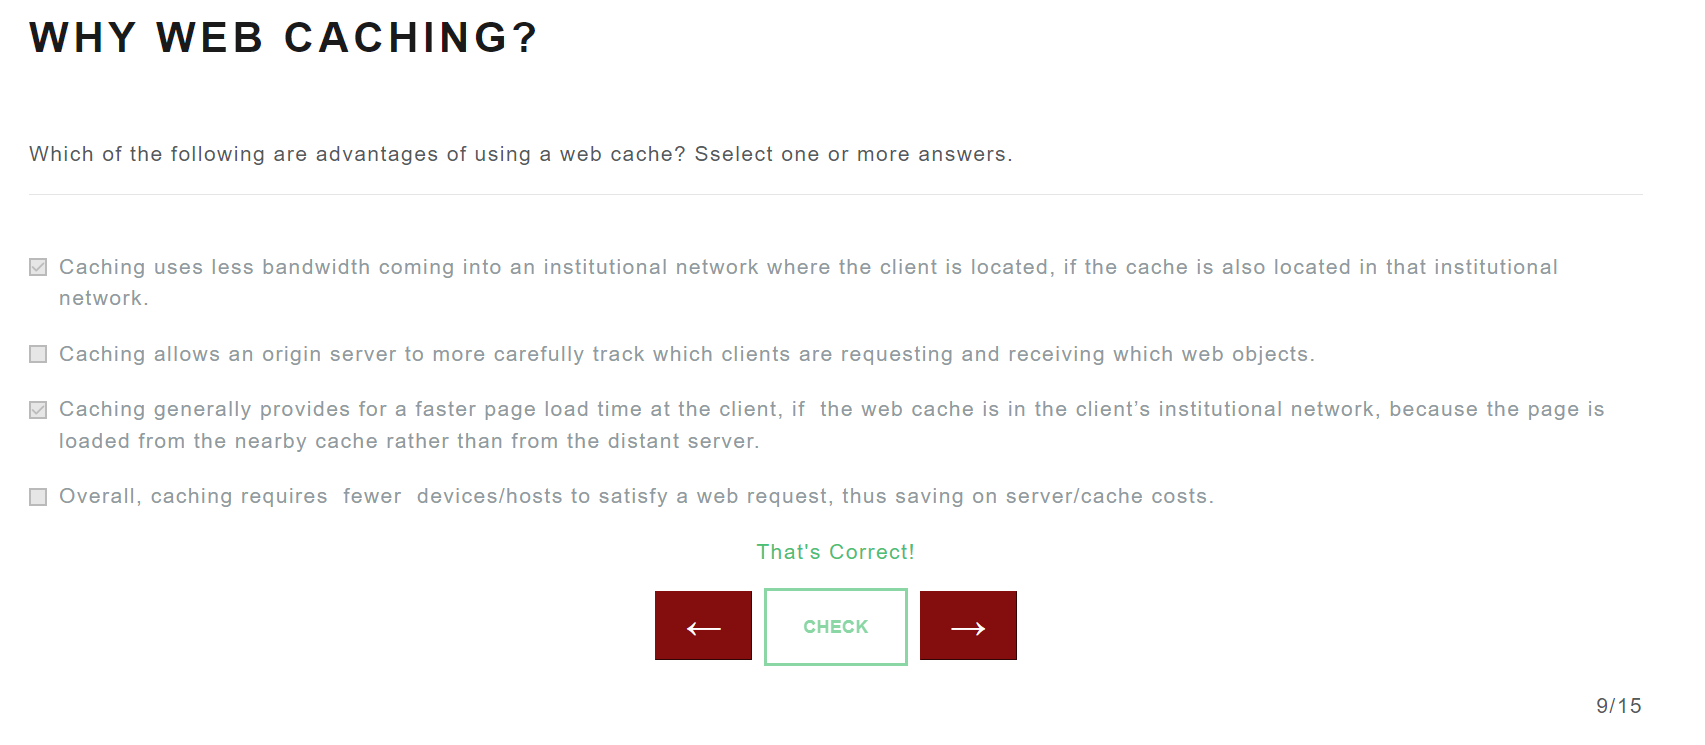 WHY WEB CACHING?
Which of the following are advantages of using a web cache? Sselect one or more answers.
Caching uses less bandwidth coming into an institutional network where the client is located, if the cache is also located in that institutional
network.
Caching allows an origin server to more carefully track which clients are requesting and receiving which web objects.
Caching generally provides for a faster page load time at the client, if  the web cache is in the client’s institutional network, because the page is
loaded from the nearby cache rather than from the distant server.
Overall, caching requires  fewer  devices/hosts to satisfy a web request, thus saving on server/cache costs.
That's Correct!
← CHECK →
9/15